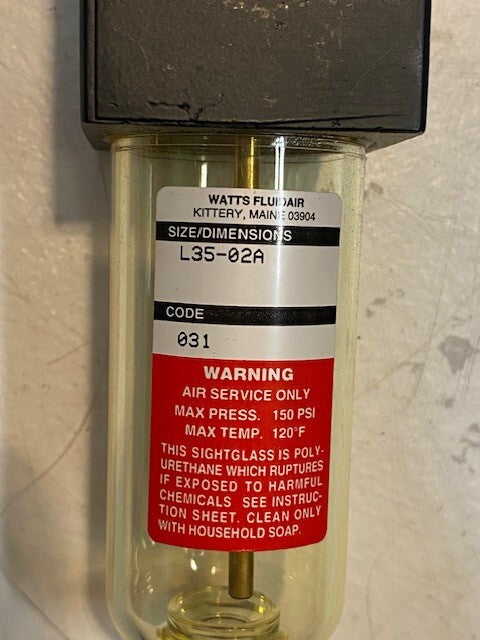 WATTS FLUIDAIR
KITTERY, MAINE 03904
SIZE/DIMENSIONS
L35-02A
CODE
031
WARNING
AIR SERVICE ONLY
MAX PRESS. 150 PSI
MAX TEMP. 120°F
THIS SIGHTGLASS IS POLY-
URETHANE WHICH RUPTURES
IF EXPOSED TO HARMFUL
CHEMICALS SEE INSTRUC-
TION SHEET. CLEAN ONLY
WITH HOUSEHOLD SOAP.